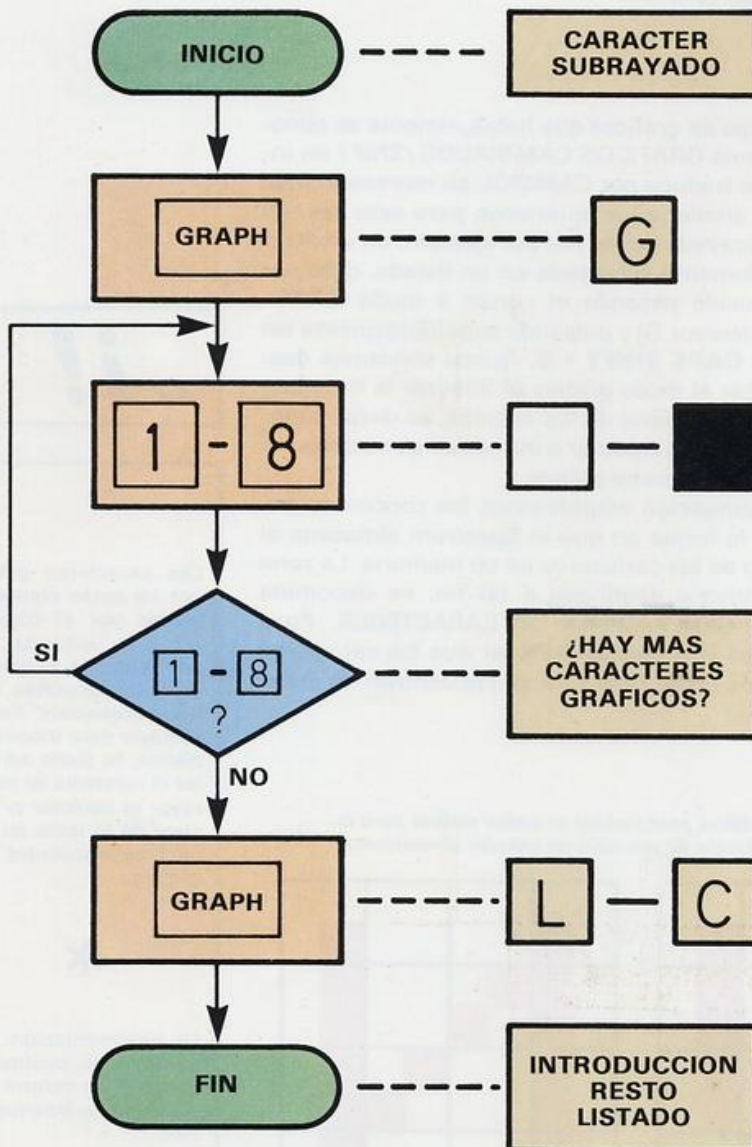 INICIO
CARACTER
SUBRAYADO
GRAPH
G
1 - 8
SI
1 - 8
?
¿HAY MAS
CARACTERES
GRAFICOS?
NO
GRAPH
L — C
FIN
INTRODUCCION
RESTO
LISTADO